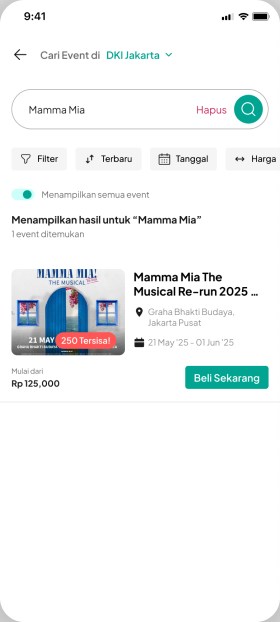 9:41
Cari Event di DKI Jakarta
Mamma Mia Hapus
Filter Terbaru Tanggal Harga
Menampilkan semua event
Menampilkan hasil untuk “Mamma Mia”
1 event ditemukan
MAMMA MIA!
THE MUSICAL
21 MAY
250 Tersisa!
Mamma Mia The
Musical Re-run 2025 ...
Graha Bhakti Budaya,
Jakarta Pusat
21 May ’25 - 01 Jun ’25
Mulai dari
Rp 125,000
Beli Sekarang